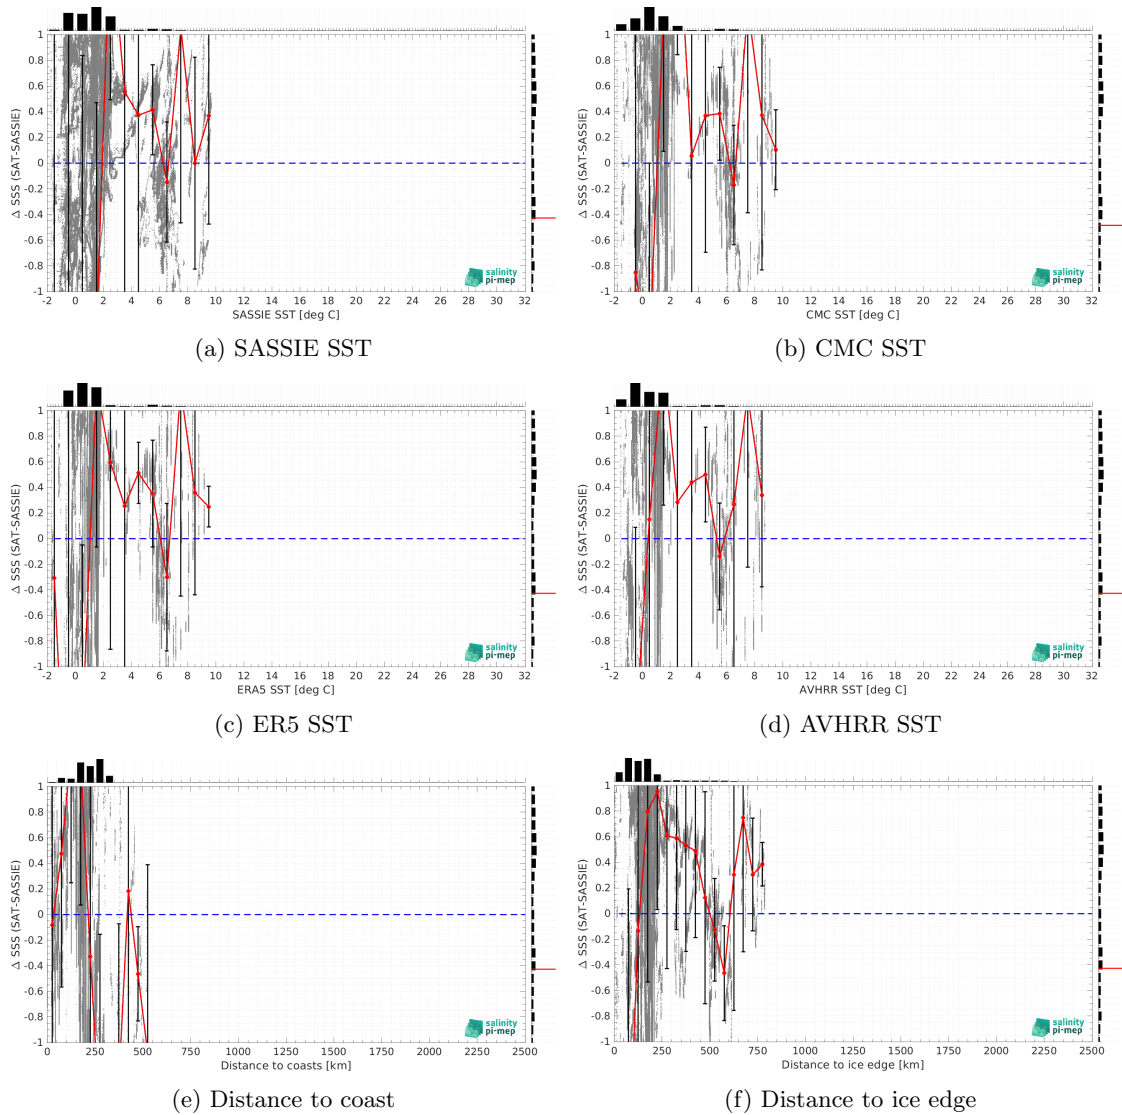 1
0.8
0.6
0.4
0.2
0
-0.2
-0.4
-0.6
-0.8
-1
Δ SSS (SAT-SASSIE)
-2 0 2 4 6 8 10 12 14 16 18 20 22 24 26 28 30 32
SASSIE SST [deg C]
salinity
pi-mep
(a) SASSIE SST
1
0.8
0.6
0.4
0.2
0
-0.2
-0.4
-0.6
-0.8
-1
Δ SSS (SAT-SASSIE)
-2 0 2 4 6 8 10 12 14 16 18 20 22 24 26 28 30 32
CMC SST [deg C]
salinity
pi-mep
(b) CMC SST
1
0.8
0.6
0.4
0.2
0
-0.2
-0.4
-0.6
-0.8
-1
Δ SSS (SAT-SASSIE)
-2 0 2 4 6 8 10 12 14 16 18 20 22 24 26 28 30 32
ERA5 SST [deg C]
salinity
pi-mep
(c) ER5 SST
1
0.8
0.6
0.4
0.2
0
-0.2
-0.4
-0.6
-0.8
-1
Δ SSS (SAT-SASSIE)
-2 0 2 4 6 8 10 12 14 16 18 20 22 24 26 28 30 32
AVHRR SST [deg C]
salinity
pi-mep
(d) AVHRR SST
1
0.8
0.6
0.4
0.2
0
-0.2
-0.4
-0.6
-0.8
-1
Δ SSS (SAT-SASSIE)
0 250 500 750 1000 1250 1500 1750 2000 2250 2500
Distance to coasts [km]
salinity
pi-mep
(e) Distance to coast
1
0.8
0.6
0.4
0.2
0
-0.2
-0.4
-0.6
-0.8
-1
Δ SSS (SAT-SASSIE)
0 250 500 750 1000 1250 1500 1750 2000 2250 2500
Distance to ice edge [km]
salinity
pi-mep
(f) Distance to ice edge